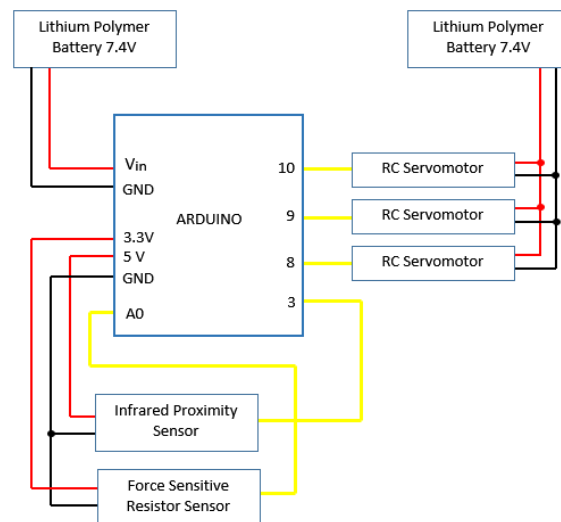 Lithium Polymer
Battery 7.4V
Lithium Polymer
Battery 7.4V
Vin
GND
ARDUINO
3.3V
5 V
GND
A0
10
9
8
3
RC Servomotor
RC Servomotor
RC Servomotor
Infrared Proximity
Sensor
Force Sensitive
Resistor Sensor